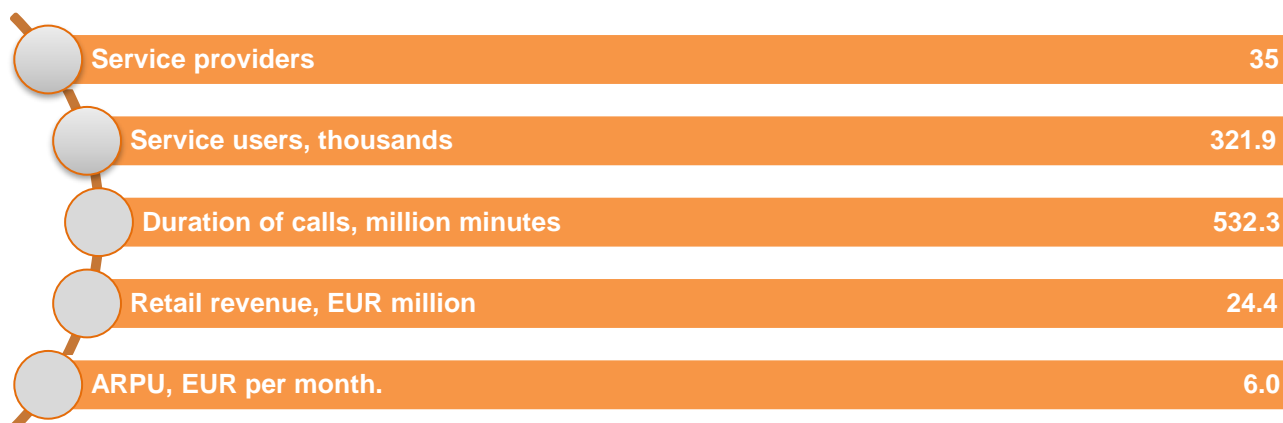 Service providers 35
Service users, thousands 321.9
Duration of calls, million minutes 532.3
Retail revenue, EUR million 24.4
ARPU, EUR per month. 6.0